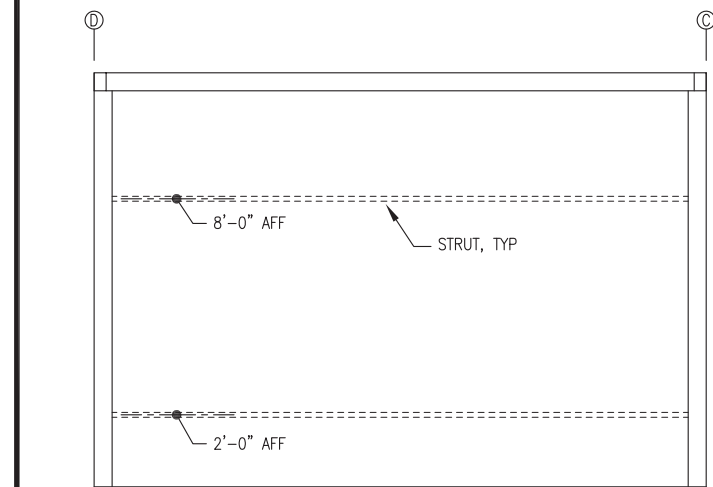 D
C
8'-0" AFF
STRUT, TYP
2'-0" AFF